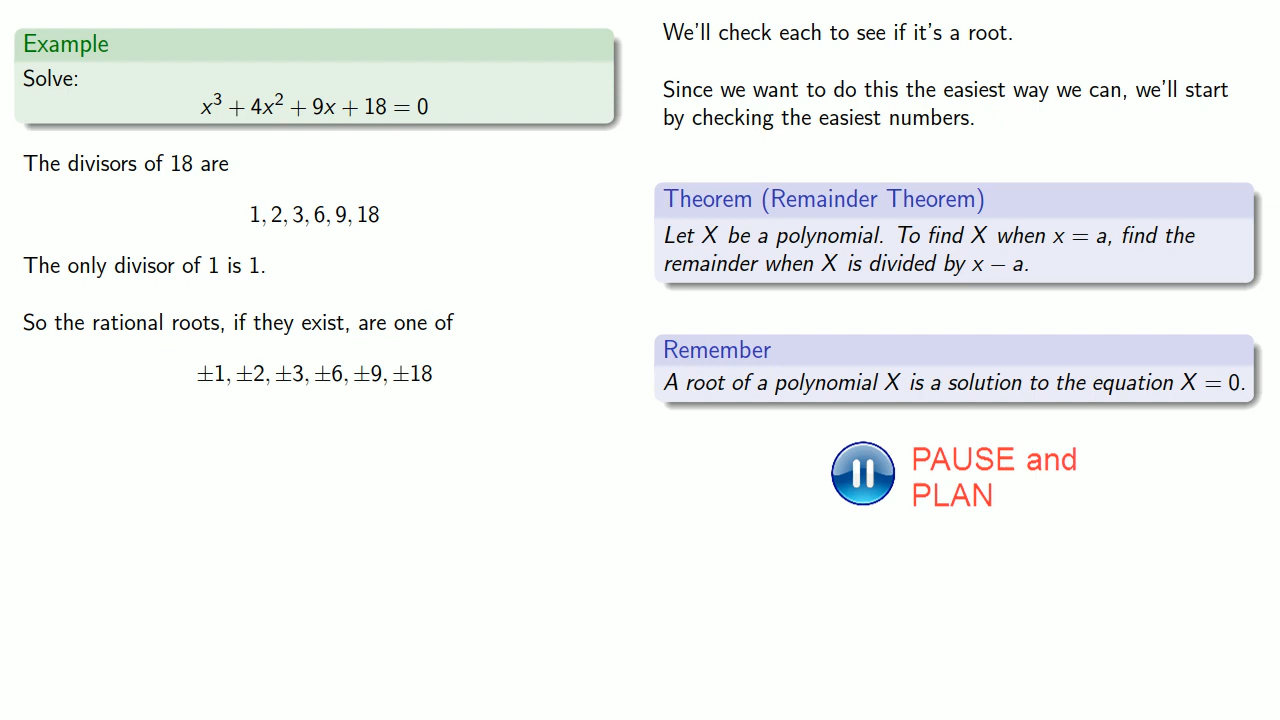 Example
Solve:
x³ + 4x² + 9x + 18 = 0
The divisors of 18 are
1, 2, 3, 6, 9, 18
The only divisor of 1 is 1.
So the rational roots, if they exist, are one of
±1, ±2, ±3, ±6, ±9, ±18
We'll check each to see if it's a root.
Since we want to do this the easiest way we can, we'll start
by checking the easiest numbers.
Theorem (Remainder Theorem)
Let X be a polynomial. To find X when x = a, find the
remainder when X is divided by x − a.
Remember
A root of a polynomial X is a solution to the equation X = 0.
PAUSE and
PLAN